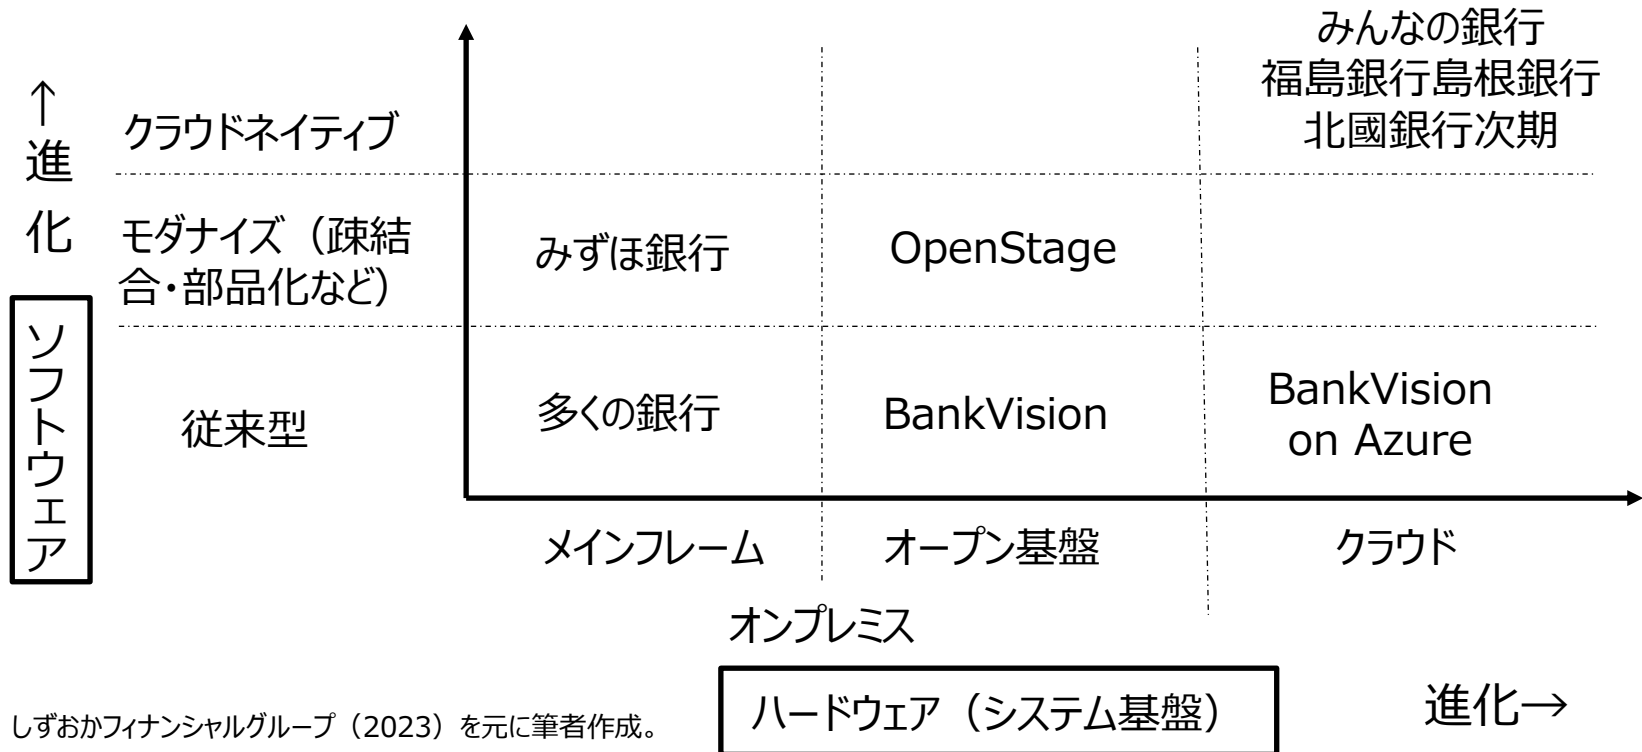 みんなの銀行
福島銀行島根銀行
北國銀行次期
↑進化
クラウドネイティブ
モダナイズ（疎結
合・部品化など）
みずほ銀行
OpenStage
ソフトウェア
従来型
多くの銀行
BankVision
BankVision
on Azure
メインフレーム
オープン基盤
クラウド
オンプレミス
ハードウェア（システム基盤）
進化→
しずおかフィナンシャルグループ（2023）を元に筆者作成。